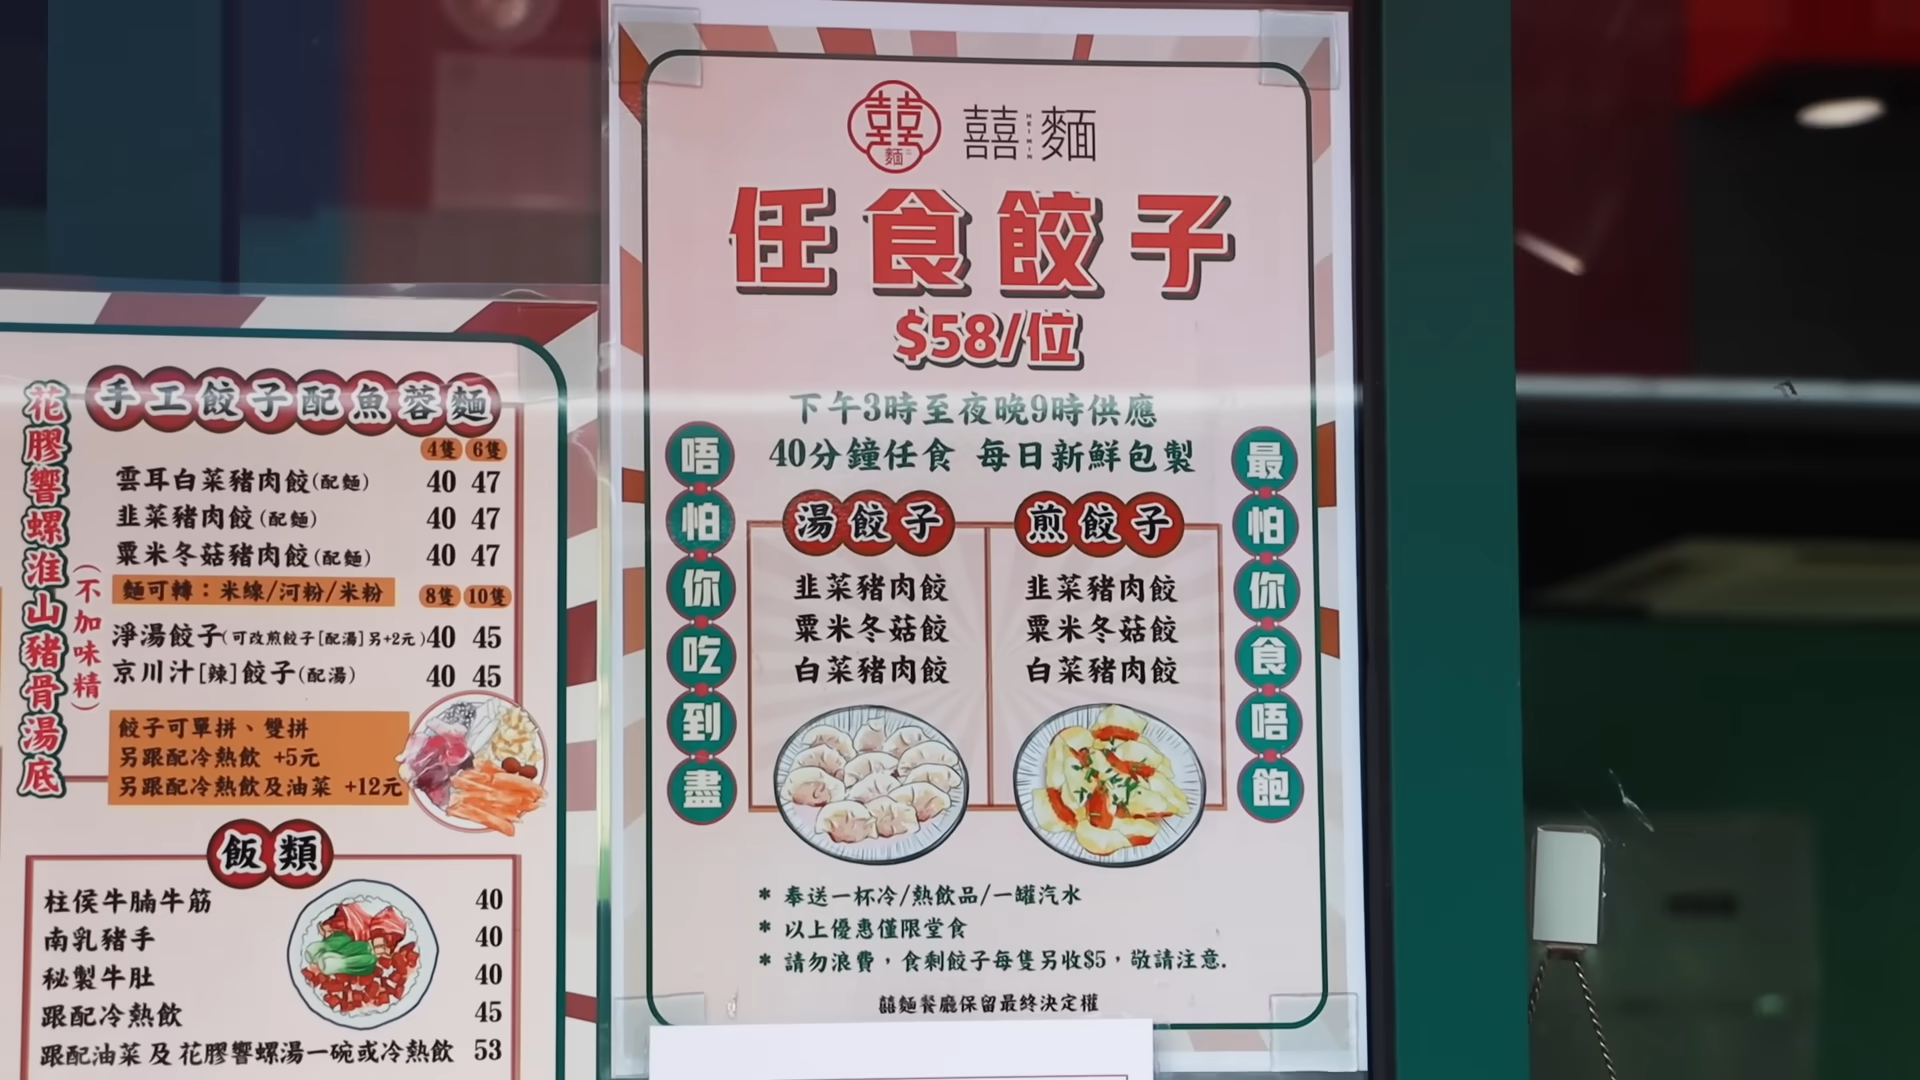 花膠響螺淮山豬骨湯底
(不加味精)
手工餃子配魚蓉麵
4隻 6隻
雲耳白菜豬肉餃(配麵) 40 47
韭菜豬肉餃(配麵) 40 47
粟米冬菇豬肉餃(配麵) 40 47
麵可轉：米線/河粉/米粉 8隻 10隻
淨湯餃子(可改煎餃子[配湯]另+2元) 40 45
京川汁[辣]餃子(配湯) 40 45
餃子可單拼、雙拼
另跟配冷熱飲 +5元
另跟配冷熱飲及油菜 +12元
飯類
柱侯牛腩牛筋 40
南乳豬手 40
秘製牛肚 40
跟配冷熱飲 45
跟配油菜及花膠響螺湯一碗或冷熱飲 53
囍囍麵
囍囍 HEI MIN 麵
任食餃子
$58/位
下午3時至夜晚9時供應
40分鐘任食 每日新鮮包製
唔怕你吃到盡
最怕你食唔飽
湯餃子
韭菜豬肉餃
粟米冬菇餃
白菜豬肉餃
煎餃子
韭菜豬肉餃
粟米冬菇餃
白菜豬肉餃
* 奉送一杯冷/熱飲品/一罐汽水
* 以上優惠僅限堂食
* 請勿浪費，食剩餃子每隻另收$5，敬請注意.
囍麵餐廳保留最終決定權